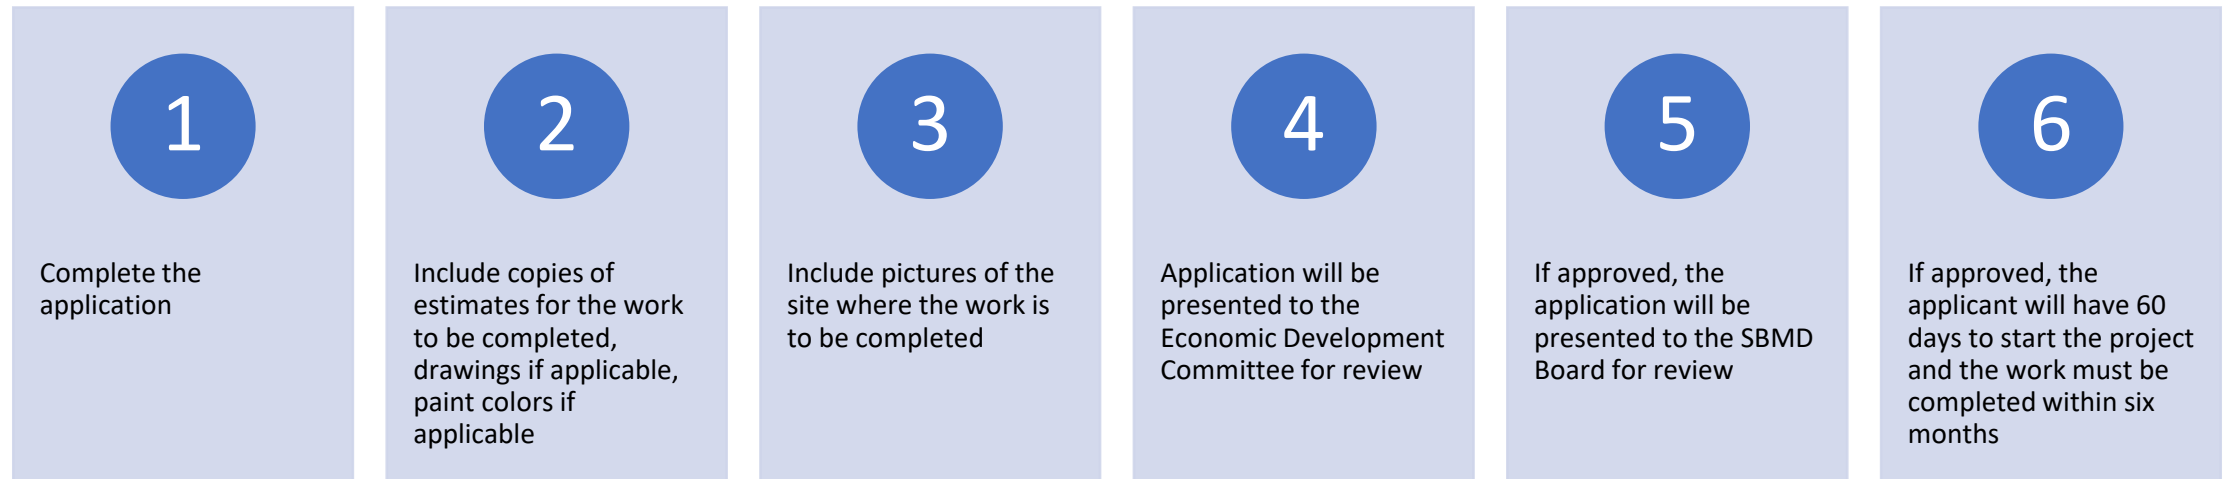 1
Complete the
application
2
Include copies of
estimates for the work
to be completed,
drawings if applicable,
paint colors if
applicable
3
Include pictures of the
site where the work is
to be completed
4
Application will be
presented to the
Economic Development
Committee for review
5
If approved, the
application will be
presented to the SBMD
Board for review
6
If approved, the
applicant will have 60
days to start the project
and the work must be
completed within six
months